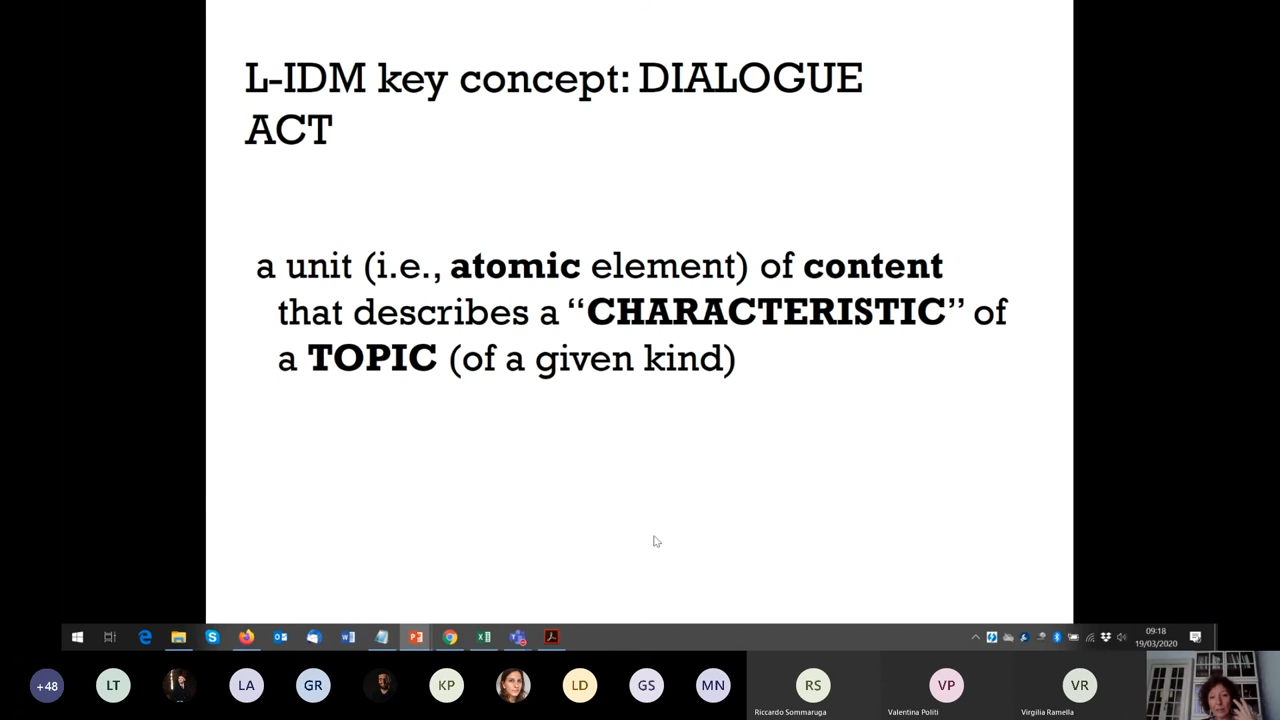 L-IDM key concept: DIALOGUE
ACT
a unit (i.e., atomic element) of content
that describes a “CHARACTERISTIC” of
a TOPIC (of a given kind)
09:18
19/03/2020
+48
LT
LA
GR
KP
LD
GS
MN
RS
VP
VR
Riccardo Sommaruga
Valentina Politi
Virgilia Ramella